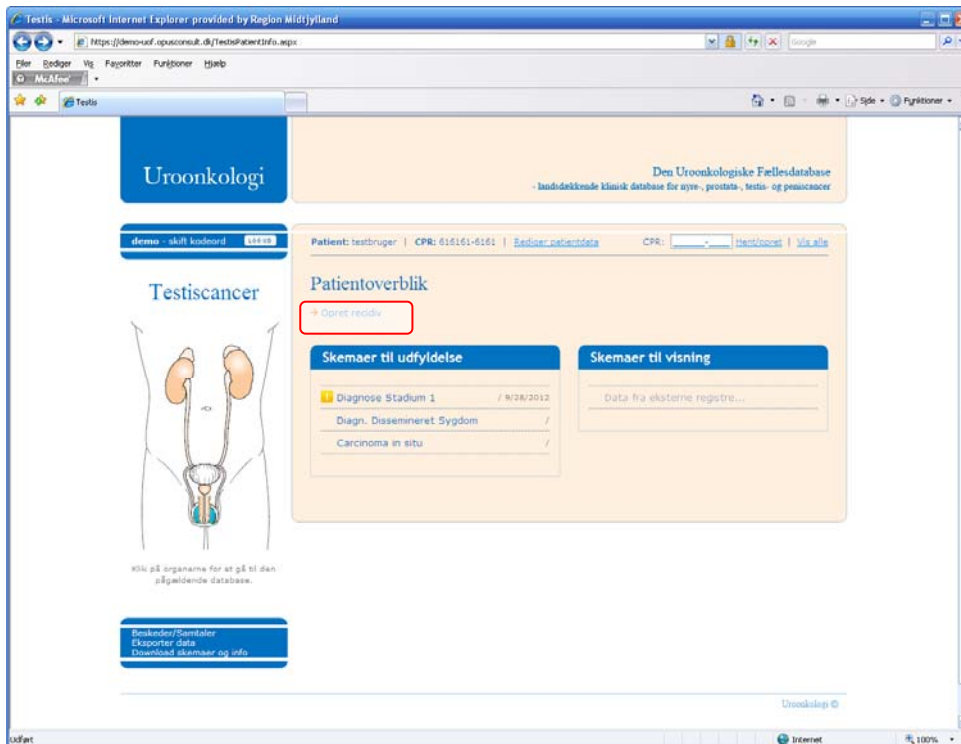 Testis - Microsoft Internet Explorer provided by Region Midtjylland
https://demo-uof.opusconsult.dk/TestisPatientInfo.aspx
Google
Filer Rediger Vis Favoritter Funktioner Hjælp
McAfee
Testis
Side
Funktioner
Uroonkologi
Den Uroonkologiske Fællesdatabase
- landsdækkende klinisk database for nyre-, prostata-, testis- og peniscancer
demo - skift kodeord LOG UD
Patient: testbruger | CPR: 616161-6161 | Rediger patientdata CPR: ______-____ Hent/opret | Vis alle
Testiscancer
Patientoverblik
→ Opret recidiv
Skemaer til udfyldelse
Diagnose Stadium 1 / 9/28/2012
Diagn. Dissemineret Sygdom /
Carcinoma in situ /
Skemaer til visning
Data fra eksterne registre...
Klik på organerne for at gå til den
pågældende database.
Beskeder/Samtaler
Eksporter data
Download skemaer og info
Uroonkologi ©
Udført
Internet
100%